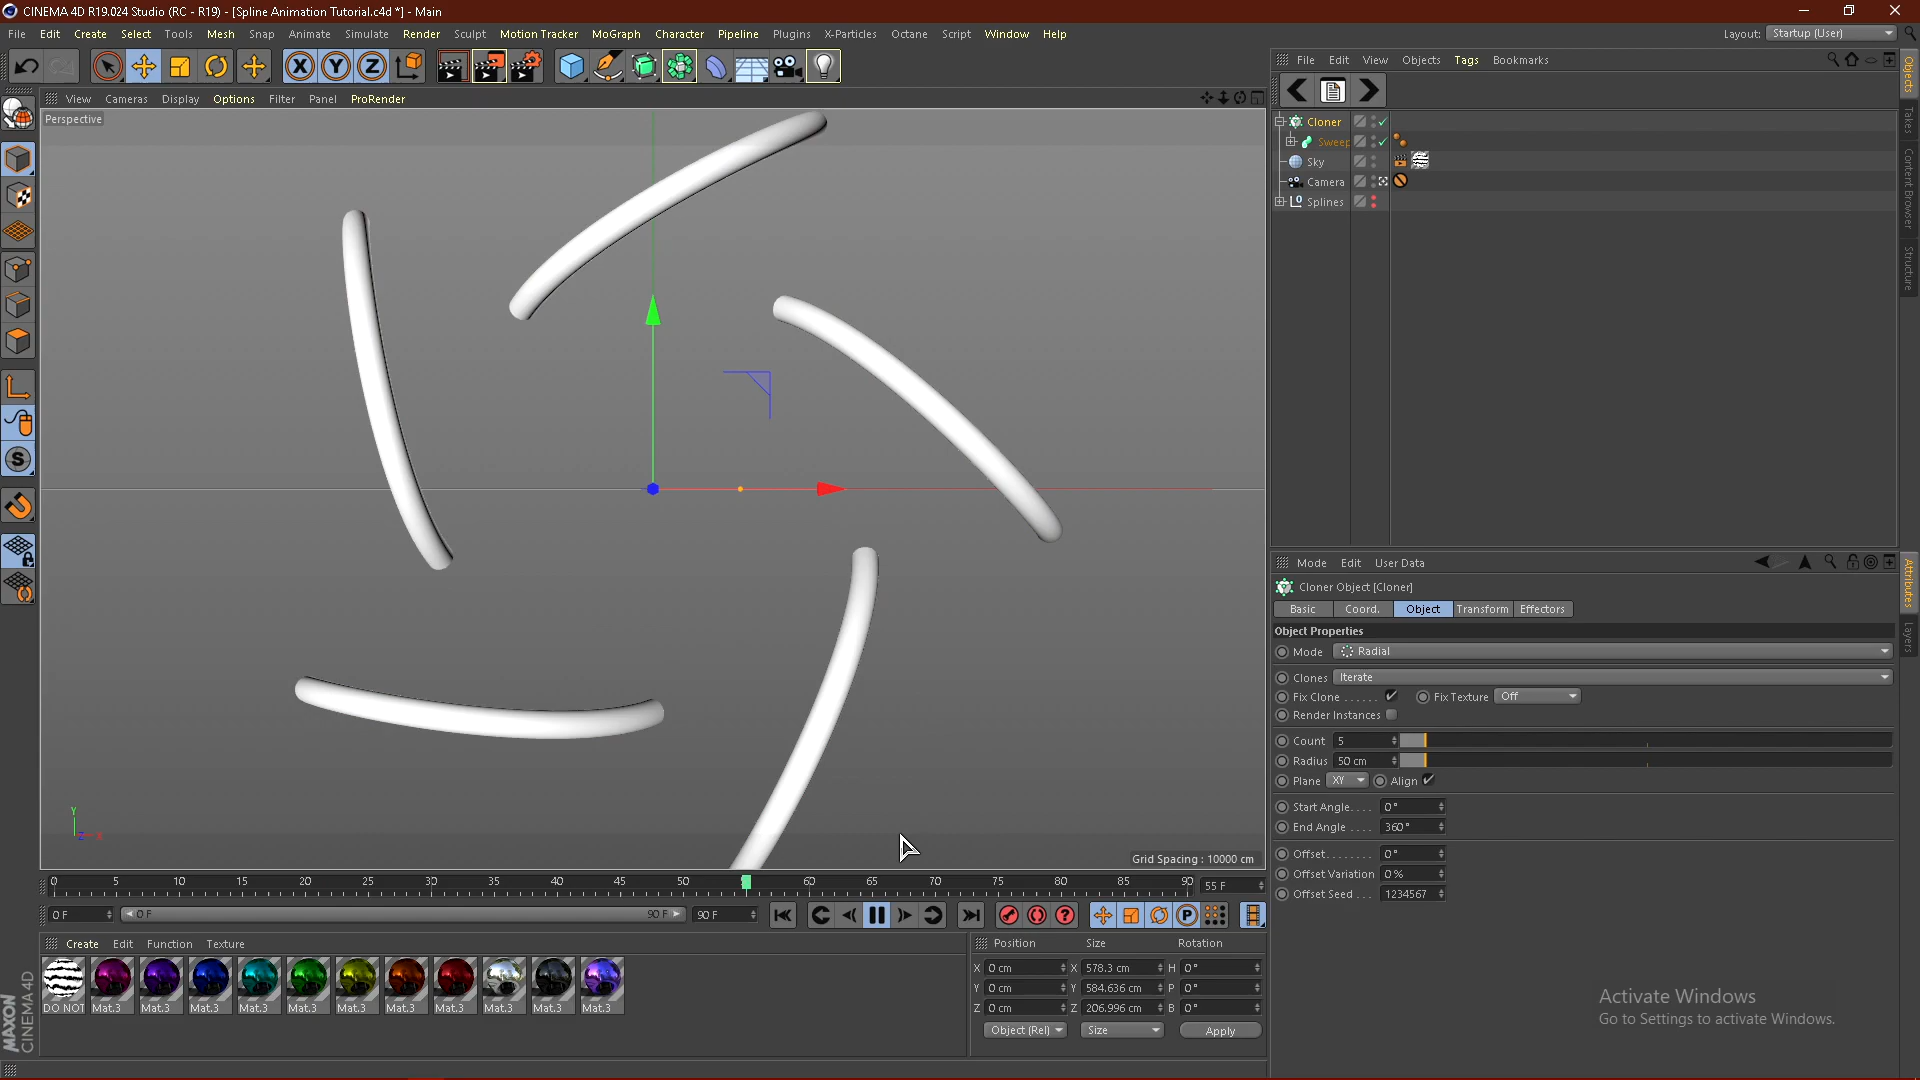 CINEMA 4D R19.024 Studio (RC - R19) - [Spline Animation Tutorial.c4d *] - Main
File Edit Create Select Tools Mesh Snap Animate Simulate Render Sculpt Motion Tracker MoGraph Character Pipeline Plugins X-Particles Octane Script Window Help
Layout: Startup (User)
File Edit View Objects Tags Bookmarks
View Cameras Display Options Filter Panel ProRender
Perspective
Cloner
Sweep
Sky
Camera
Splines
Objects
Takes
Content Browser
Structure
Mode Edit User Data
Cloner Object [Cloner]
Basic Coord. Object Transform Effectors
Object Properties
Mode Radial
Clones Iterate
Fix Clone Fix Texture Off
Render Instances
Count 5
Radius 50 cm
Plane XY Align
Start Angle 0°
End Angle 360°
Offset 0°
Offset Variation 0%
Offset Seed 1234567
Attributes
Layers
Y
Z X
Grid Spacing : 10000 cm
0 5 10 15 20 25 30 35 40 45 50 60 65 70 75 80 85 90 55 F
0 F 0 F 90 F 90 F
Create Edit Function Texture
DO NOT Mat.3 Mat.3 Mat.3 Mat.3 Mat.3 Mat.3 Mat.3 Mat.3 Mat.3 Mat.3 Mat.3
Position Size Rotation
X 0 cm X 578.3 cm H 0°
Y 0 cm Y 584.636 cm P 0°
Z 0 cm Z 206.996 cm B 0°
Object (Rel) Size Apply
MAXON
CINEMA 4D
Activate Windows
Go to Settings to activate Windows.